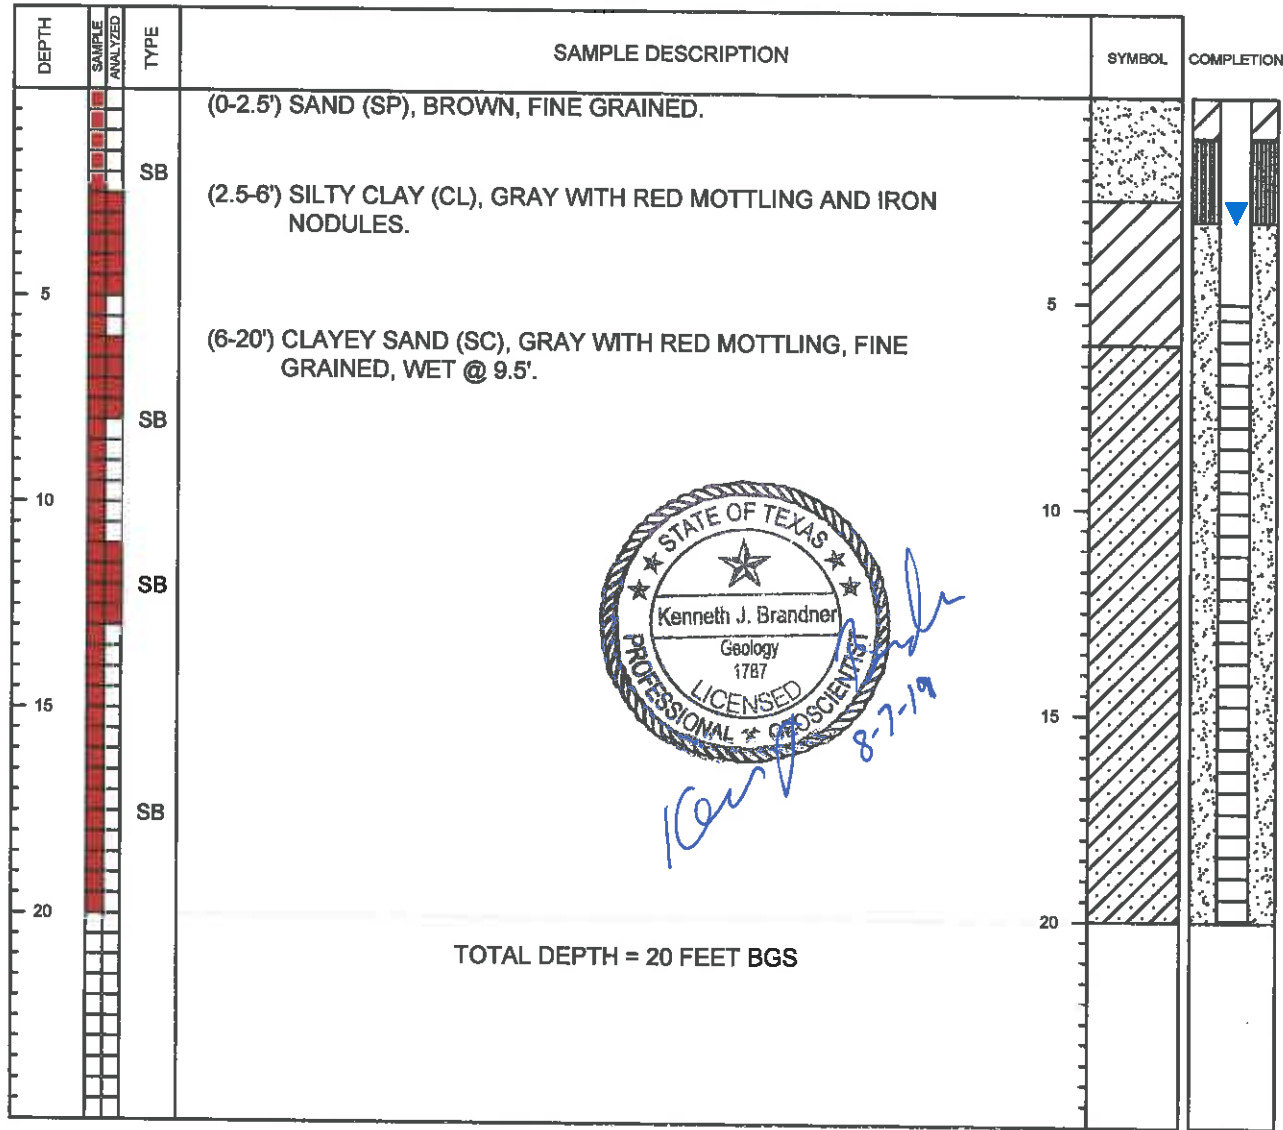 DEPTH
SAMPLE
ANALYZED
TYPE
SAMPLE DESCRIPTION
SYMBOL
COMPLETION
(0-2.5') SAND (SP), BROWN, FINE GRAINED.
SB
(2.5-6') SILTY CLAY (CL), GRAY WITH RED MOTTLING AND IRON
NODULES.
5
5
(6-20') CLAYEY SAND (SC), GRAY WITH RED MOTTLING, FINE
GRAINED, WET @ 9.5'.
SB
10
10
STATE OF TEXAS
Kenneth J. Brandner
Geology
1787
LICENSED
PROFESSIONAL GEOSCIENTIST
8-7-19
SB
15
15
SB
20
20
TOTAL DEPTH = 20 FEET BGS